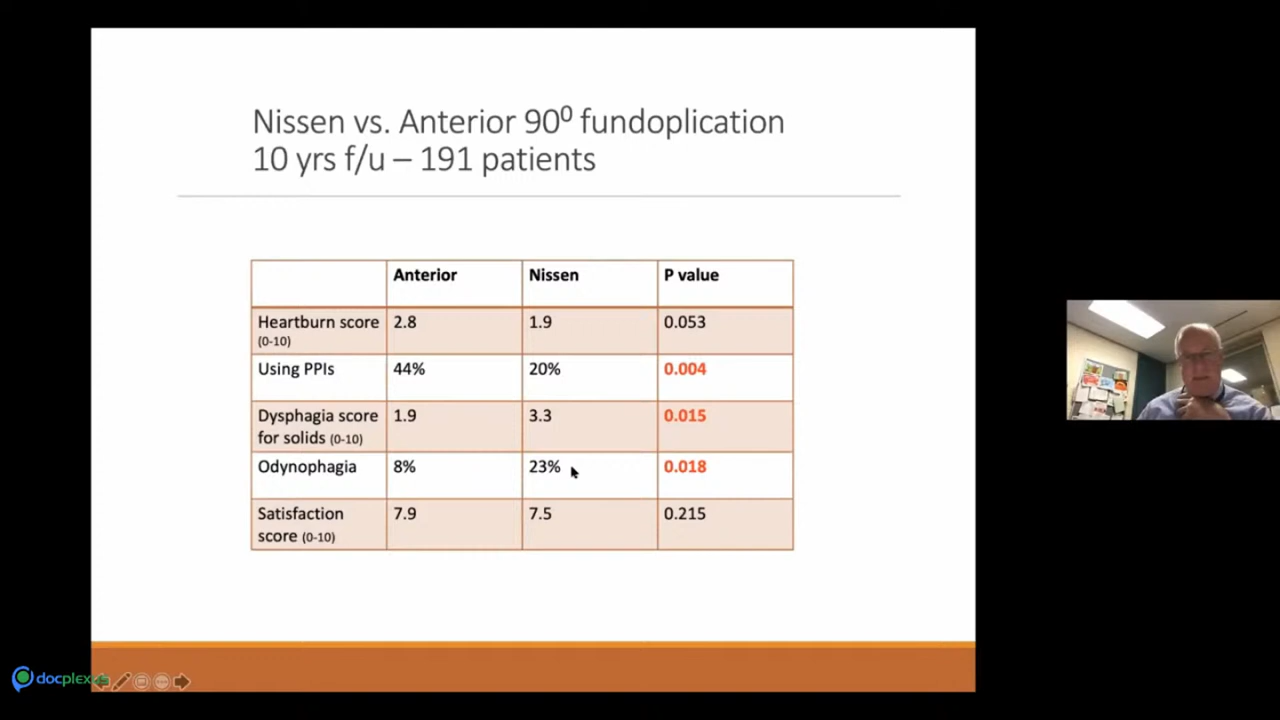 Nissen vs. Anterior 90⁰ fundoplication
10 yrs f/u – 191 patients
Anterior Nissen P value
Heartburn score 2.8 1.9 0.053
(0-10)
Using PPIs 44% 20% 0.004
Dysphagia score 1.9 3.3 0.015
for solids (0-10)
Odynophagia 8% 23% 0.018
Satisfaction 7.9 7.5 0.215
score (0-10)
docplexus